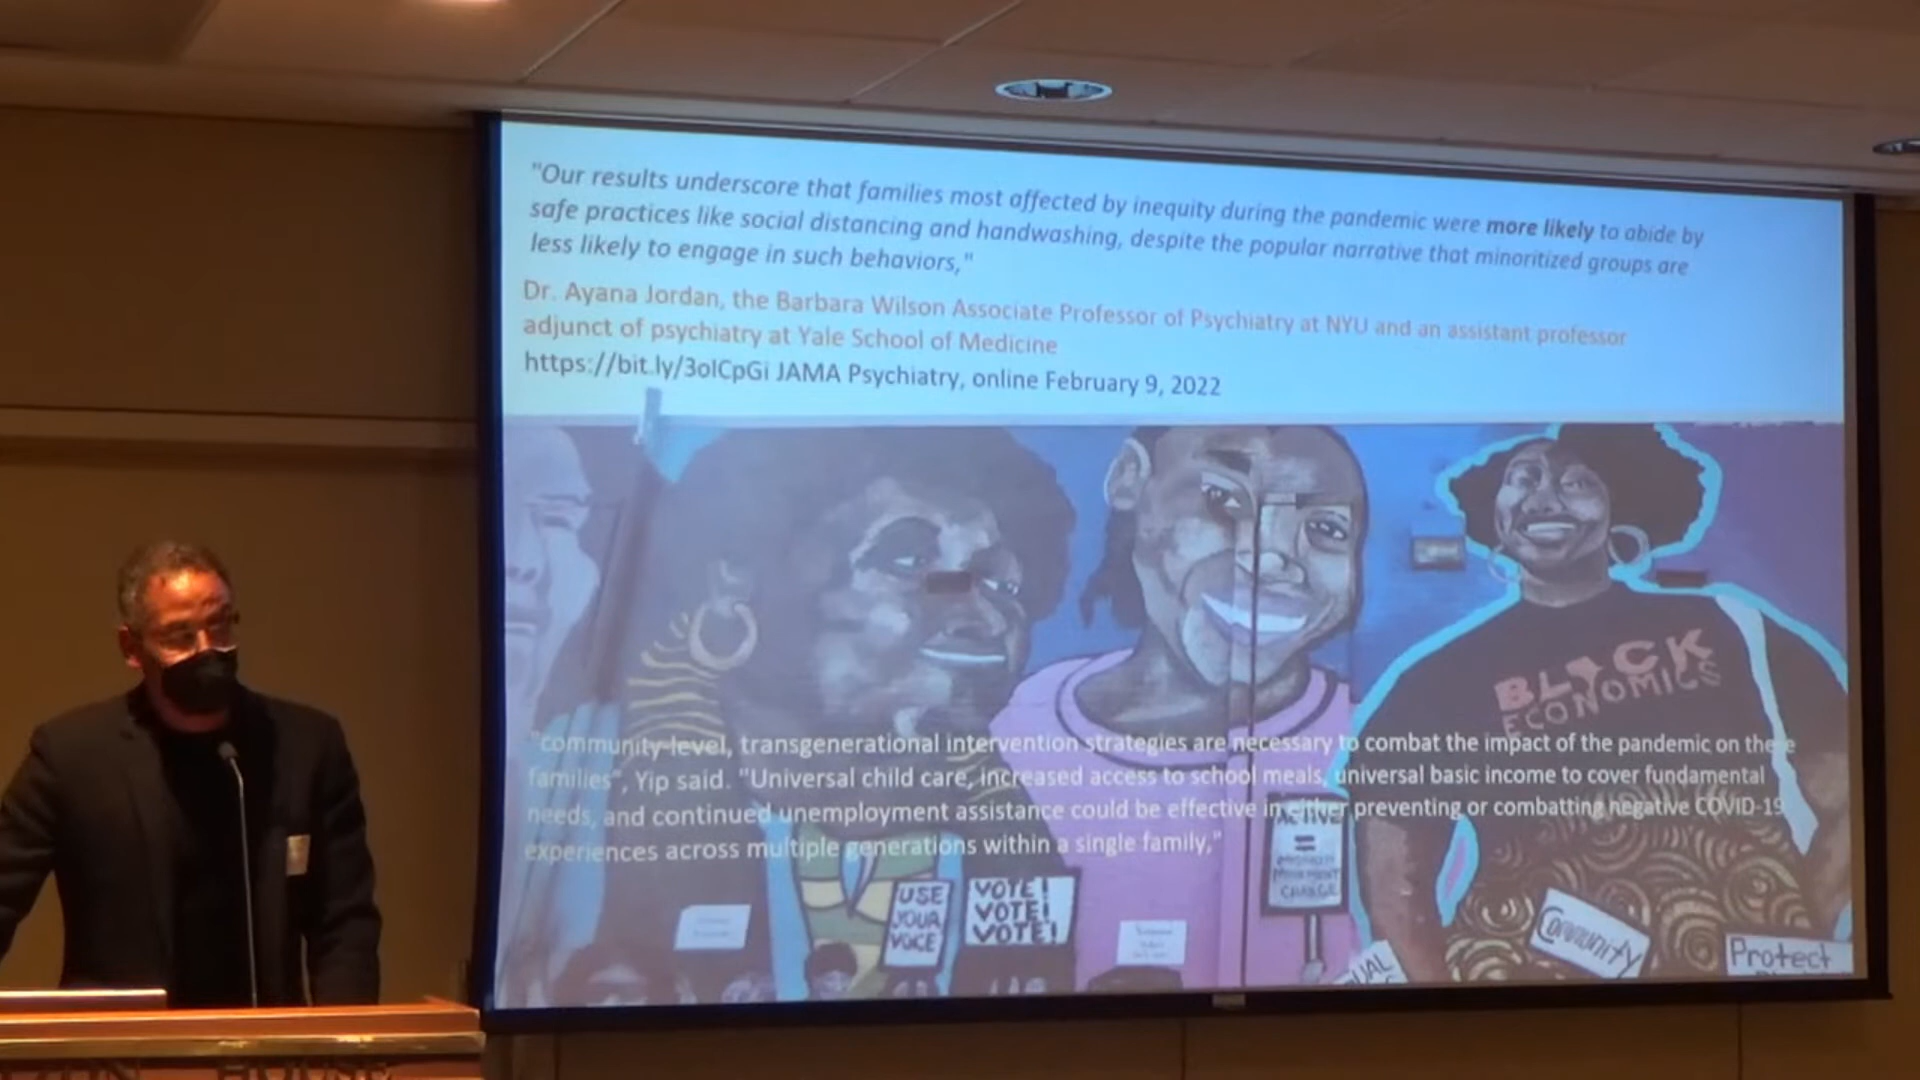 "Our results underscore that families most affected by inequity during the pandemic were more likely to abide by
safe practices like social distancing and handwashing, despite the popular narrative that minoritized groups are
less likely to engage in such behaviors,"
Dr. Ayana Jordan, the Barbara Wilson Associate Professor of Psychiatry at NYU and an assistant professor
adjunct of psychiatry at Yale School of Medicine
https://bit.ly/3olCpGi JAMA Psychiatry, online February 9, 2022
BLACK
ECONOMICS
"community-level, transgenerational intervention strategies are necessary to combat the impact of the pandemic on these
families", Yip said. "Universal child care, increased access to school meals, universal basic income to cover fundamental
needs, and continued unemployment assistance could be effective in either preventing or combatting negative COVID-19
experiences across multiple generations within a single family,"
=
CHANGE
USE
YOUR
VOICE
VOTE!
VOTE!
VOTE!
Community
Protect